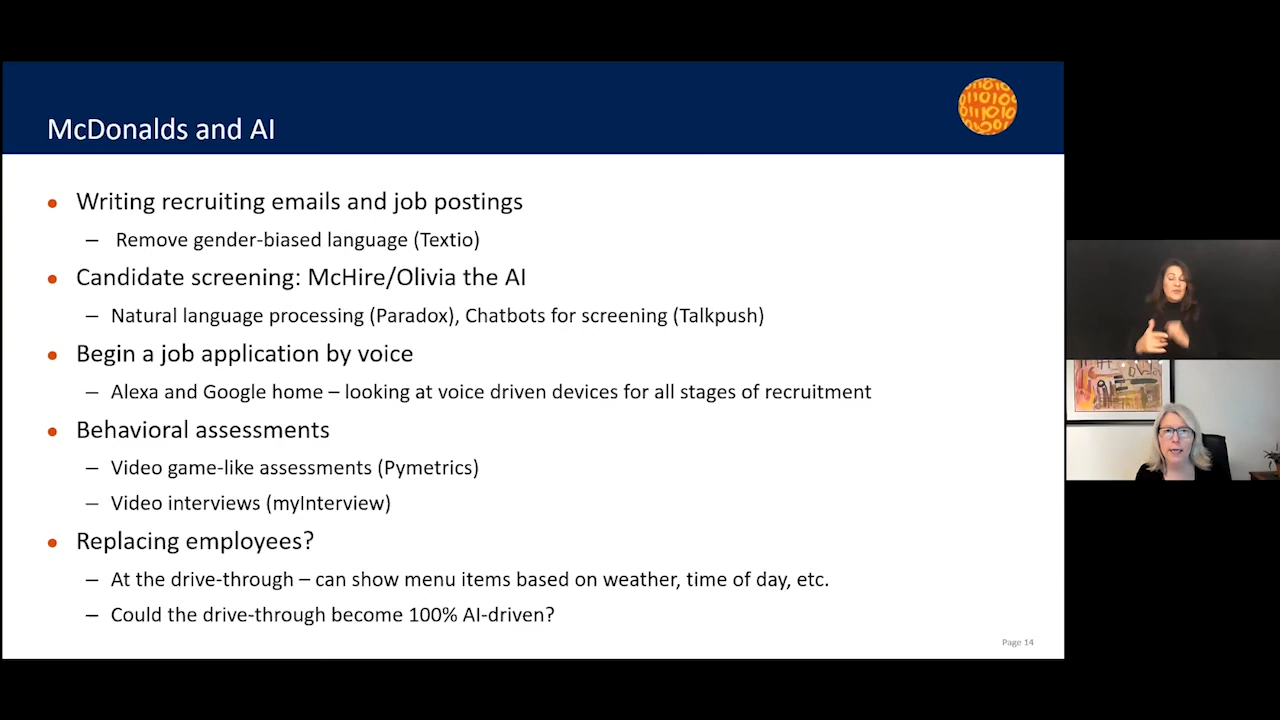 McDonalds and AI
• Writing recruiting emails and job postings
– Remove gender-biased language (Textio)
• Candidate screening: McHire/Olivia the AI
– Natural language processing (Paradox), Chatbots for screening (Talkpush)
• Begin a job application by voice
– Alexa and Google home – looking at voice driven devices for all stages of recruitment
• Behavioral assessments
– Video game-like assessments (Pymetrics)
– Video interviews (myInterview)
• Replacing employees?
– At the drive-through – can show menu items based on weather, time of day, etc.
– Could the drive-through become 100% AI-driven?
Page 14